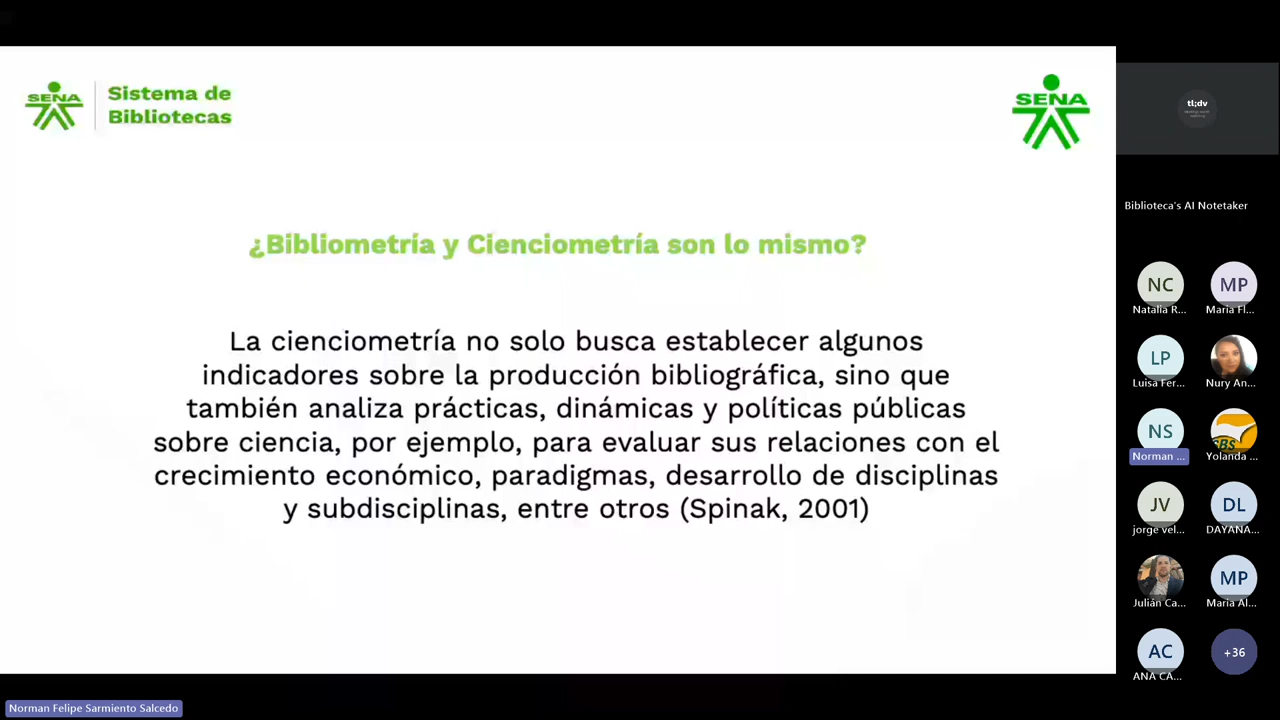 SENA
Sistema de
Bibliotecas
SENA
¿Bibliometría y Cienciometría son lo mismo?
La cienciometría no solo busca establecer algunos
indicadores sobre la producción bibliográfica, sino que
también analiza prácticas, dinámicas y políticas públicas
sobre ciencia, por ejemplo, para evaluar sus relaciones con el
crecimiento económico, paradigmas, desarrollo de disciplinas
y subdisciplinas, entre otros (Spinak, 2001)
tl;dv
Biblioteca's AI Notetaker
NC
Natalia R...
MP
Maria Fl...
LP
Luisa Fer...
Nury An...
NS
Norman ...
SBS
Yolanda ...
JV
jorge vel...
DL
DAYANA...
Julián Ca...
MP
Maria Al...
AC
ANA CA...
+36
Norman Felipe Sarmiento Salcedo